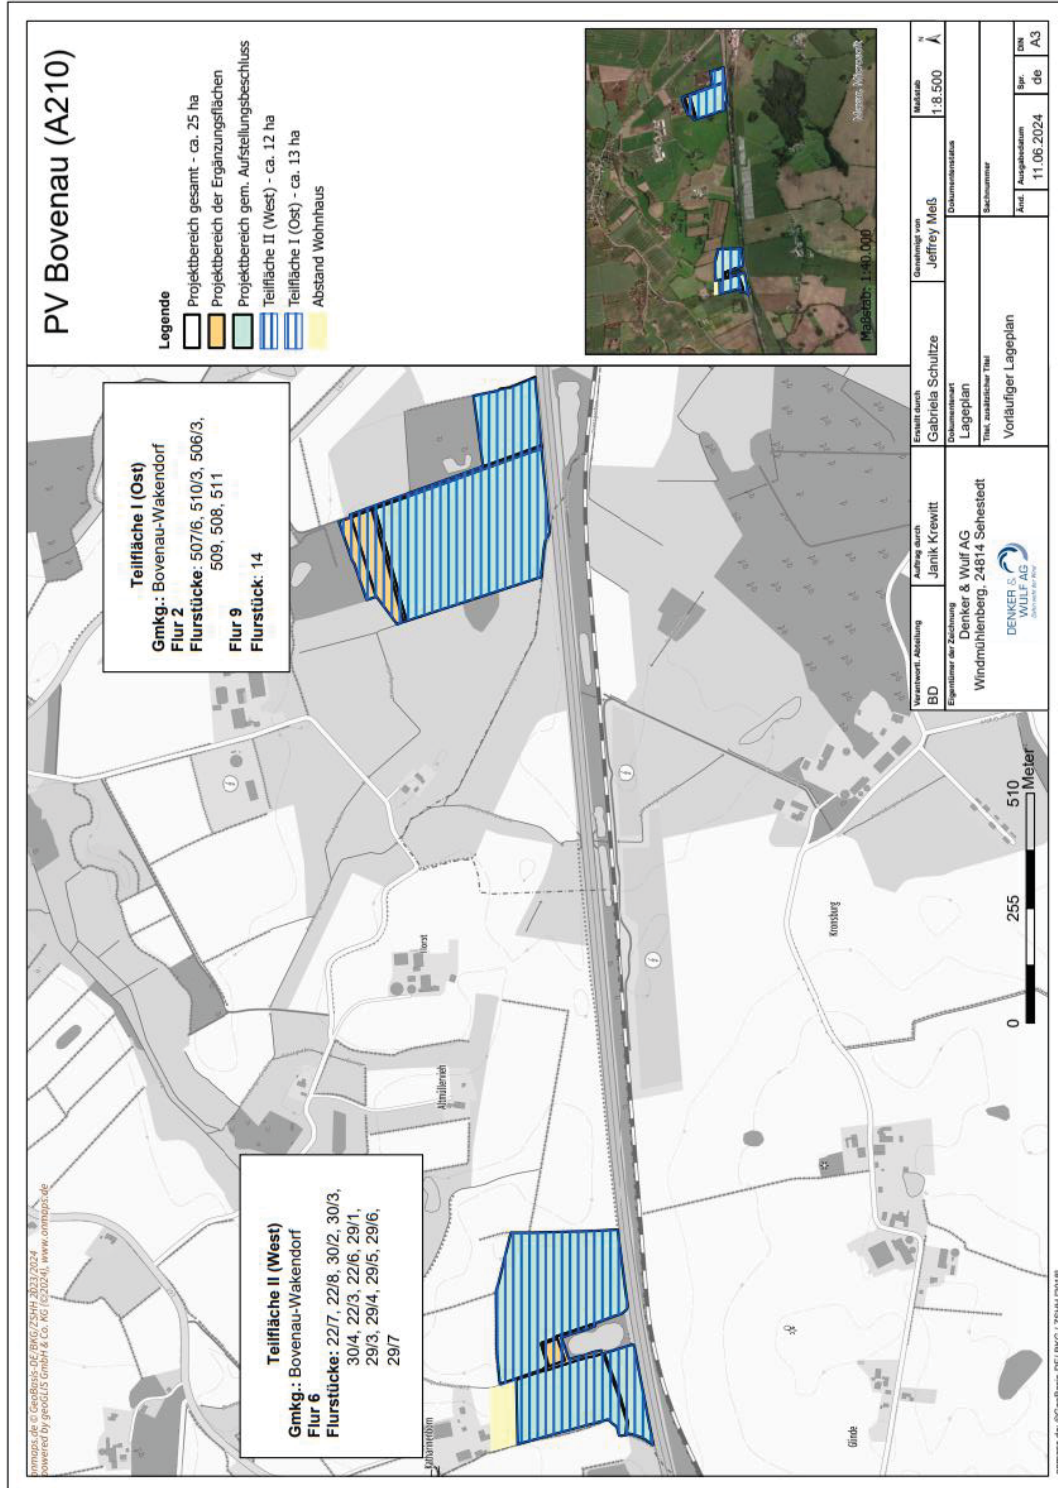 onmaps.de © GeoBasis-DE/BKG/ZSHH 2023/2024
powered by geoGLIS GmbH & Co. KG (©2024), www.onmaps.de
Teilfläche II (West)
Gmkg.: Bovenau-Wakendorf
Flur 6
Flurstücke: 22/7, 22/8, 30/2, 30/3,
30/4, 22/3, 22/6, 29/1,
29/3, 29/4, 29/5, 29/6,
29/7
Teilfläche I (Ost)
Gmkg.: Bovenau-Wakendorf
Flur 2
Flurstücke: 507/6, 510/3, 506/3,
509, 508, 511
Flur 9
Flurstück: 14
Katharinenborn
Altmüllervieh
Horst
Kronsburg
Glinde
0 255 510
Meter
PV Bovenau (A210)
Legende
Projektbereich gesamt - ca. 25 ha
Projektbereich der Ergänzungsflächen
Projektbereich gem. Aufstellungsbeschluss
Teilfläche II (West) - ca. 12 ha
Teilfläche I (Ost) - ca. 13 ha
Abstand Wohnhaus
Maßstab: 1:40.000
Maxar, Microsoft
Verantwortl. Abteilung
BD
Auftrag durch
Janik Krewitt
Erstellt durch
Gabriela Schultze
Genehmigt von
Jeffrey Meß
Maßstab
1:8.500
N
Eigentümer der Zeichnung
Denker & Wulf AG
Windmühlenberg, 24814 Sehestedt
DENKER &
WULF AG
Dokumentenart
Lageplan
Dokumentenstatus
Titel, zusätzlicher Titel
Vorläufiger Lageplan
Sachnummer
Änd.
Ausgabedatum
11.06.2024
Spr.
de
DIN
A3